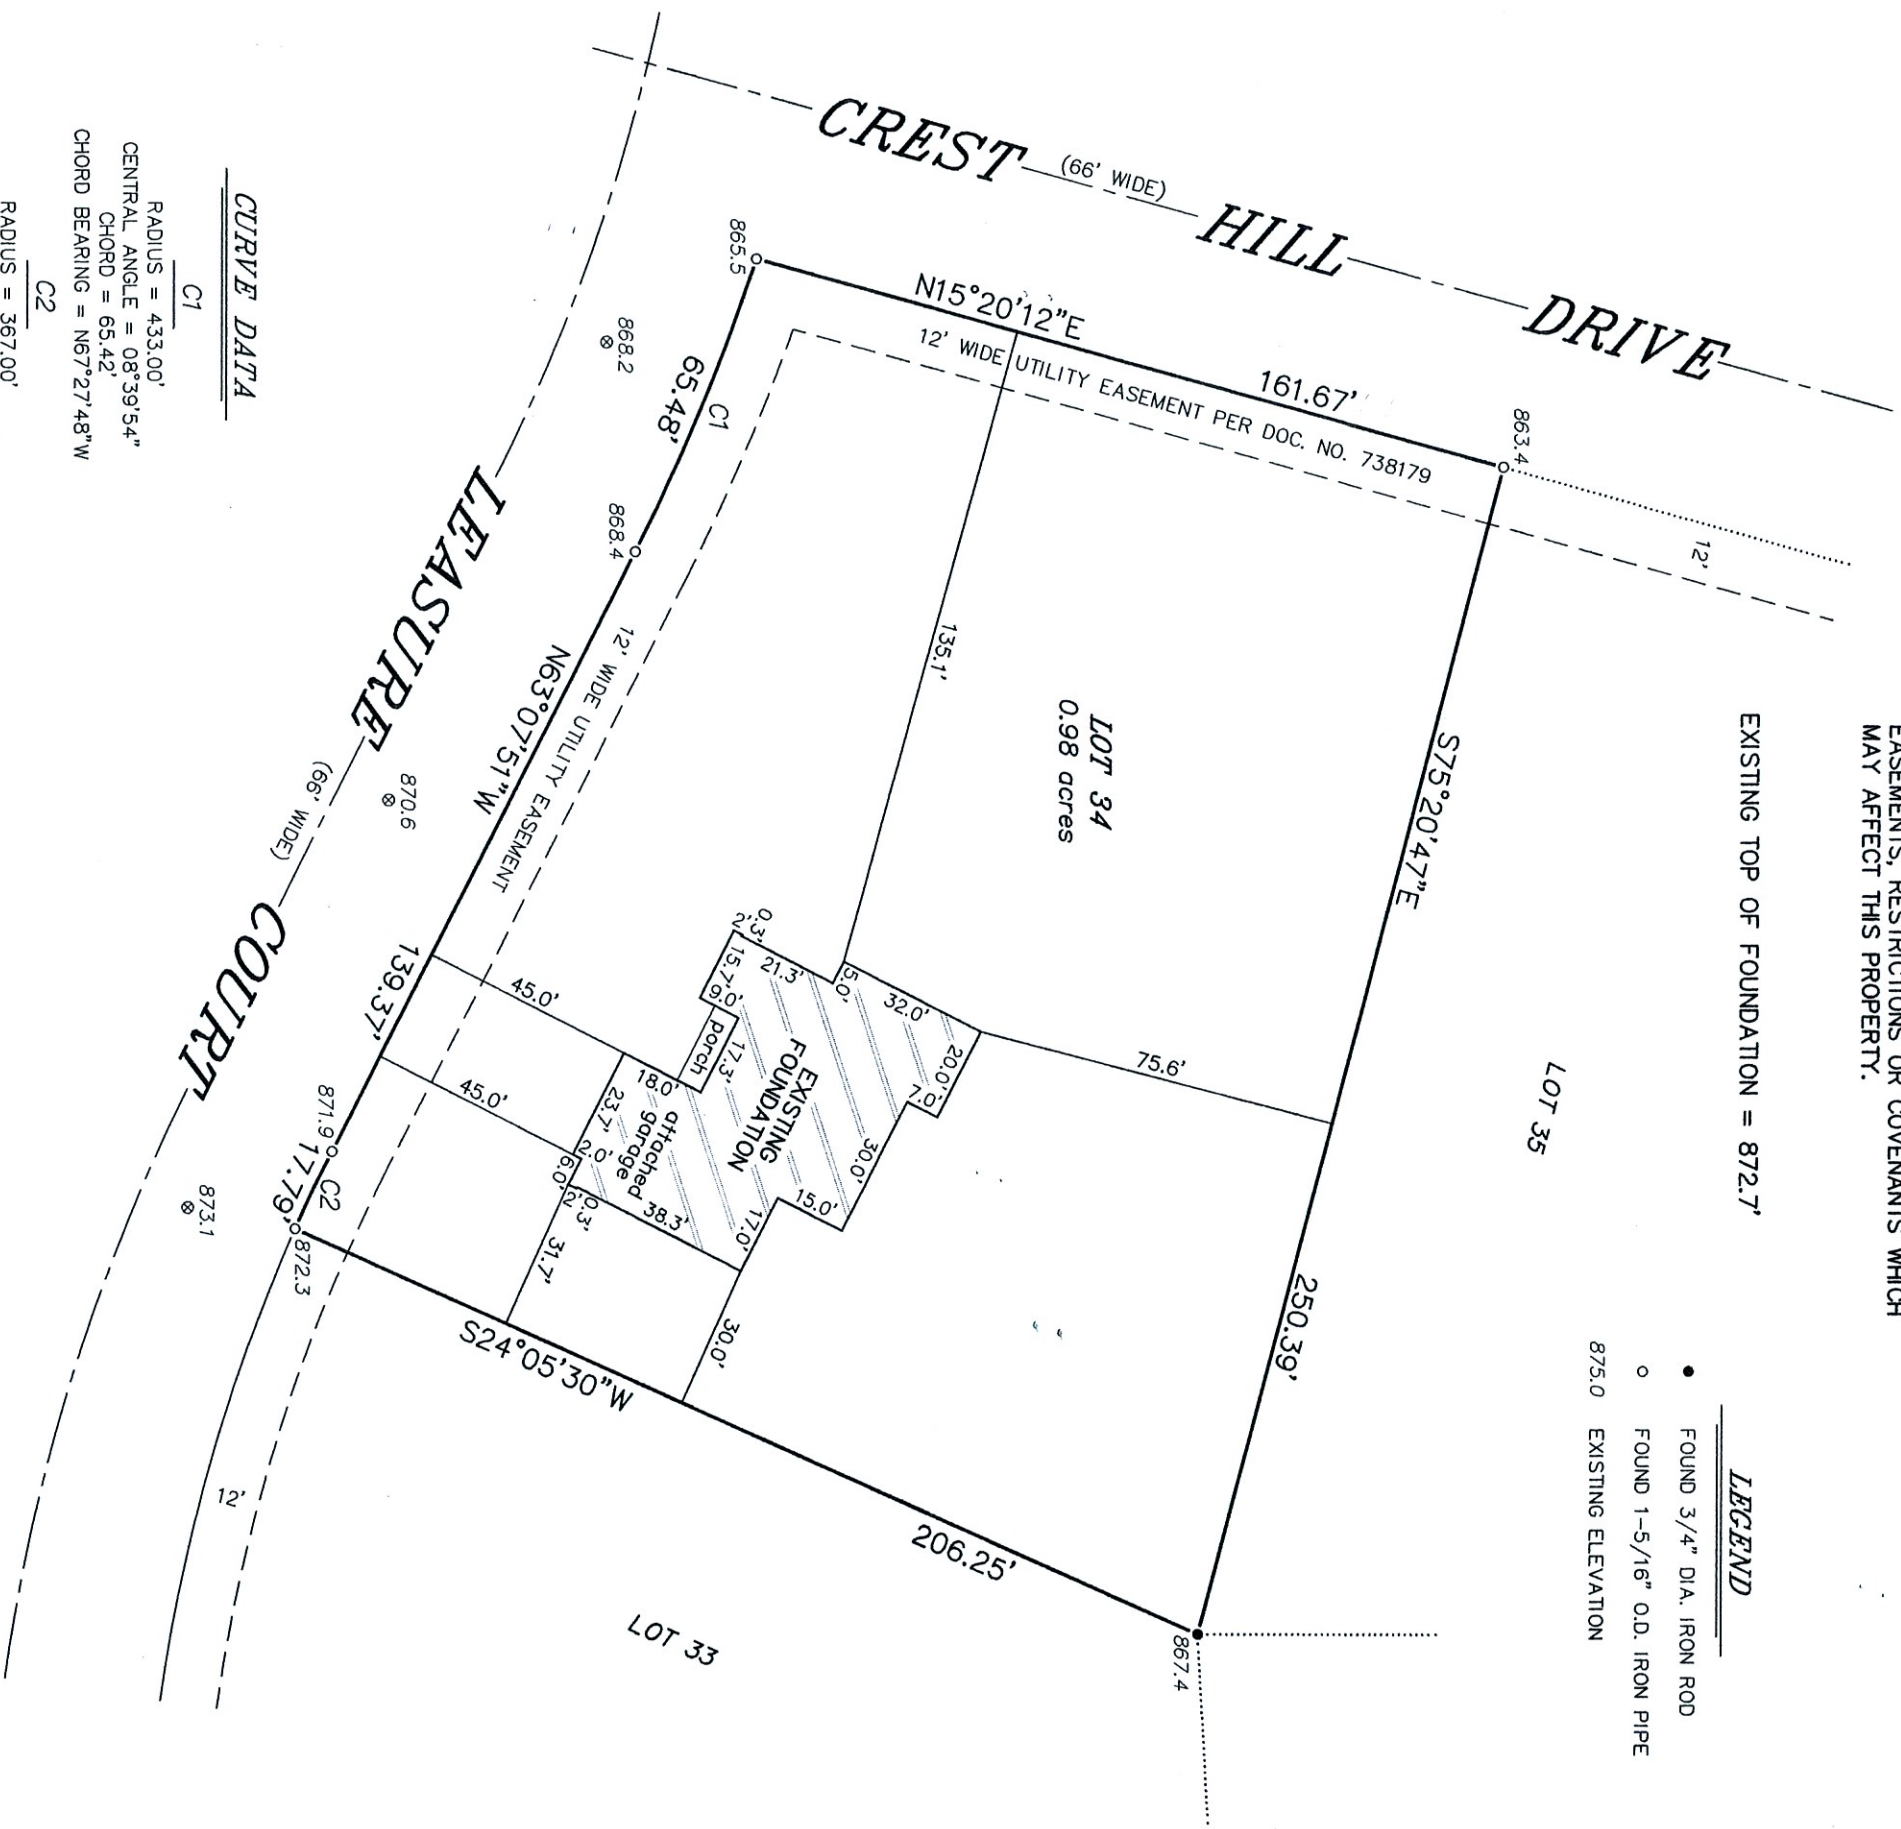 EASEMENTS, RESTRICTIONS OR COVENANTS WHICH
MAY AFFECT THIS PROPERTY.
EXISTING TOP OF FOUNDATION = 872.7'
LEGEND
● FOUND 3/4" DIA. IRON ROD
○ FOUND 1-5/16" O.D. IRON PIPE
875.0 EXISTING ELEVATION
CREST HILL DRIVE
(66' WIDE)
863.4
12'
N15°20'12"E
161.67'
12' WIDE UTILITY EASEMENT PER DOC. NO. 738179
865.5
868.2
C1
65.48'
868.4
S75°20'47"E
250.39'
LOT 35
LOT 34
0.98 acres
135.1'
75.6'
12' WIDE UTILITY EASEMENT
N63°07'51"W
139.37'
LEASURE COURT
(66' WIDE)
870.6
0.3'
2'
15.7'
21.3'
5.0'
32.0'
20.0'
7.0'
9.0'
porch
17.3'
EXISTING
FOUNDATION
30.0'
15.0'
17.0'
18.0'
23.7'
attached
garage
2.0'
6.0'
2'
0.3'
38.3'
45.0'
45.0'
31.7'
30.0'
871.9
C2
17.79'
872.3
873.1
S24°05'30"W
206.25'
867.4
LOT 33
12'
CURVE DATA
C1
RADIUS = 433.00'
CENTRAL ANGLE = 08°39'54"
CHORD = 65.42'
CHORD BEARING = N67°27'48"W
C2
RADIUS = 367.00'